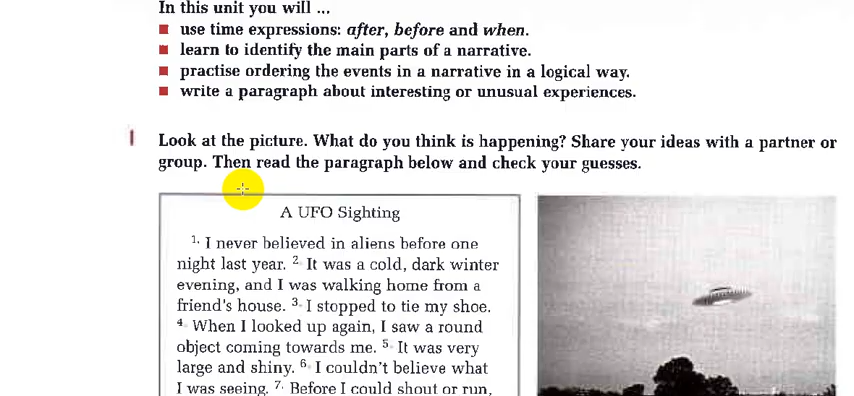 In this unit you will ...
■ use time expressions: after, before and when.
■ learn to identify the main parts of a narrative.
■ practise ordering the events in a narrative in a logical way.
■ write a paragraph about interesting or unusual experiences.
1 Look at the picture. What do you think is happening? Share your ideas with a partner or
group. Then read the paragraph below and check your guesses.
A UFO Sighting
1. I never believed in aliens before one
night last year. 2. It was a cold, dark winter
evening, and I was walking home from a
friend's house. 3. I stopped to tie my shoe.
4. When I looked up again, I saw a round
object coming towards me. 5. It was very
large and shiny. 6. I couldn't believe what
I was seeing. 7. Before I could shout or run,